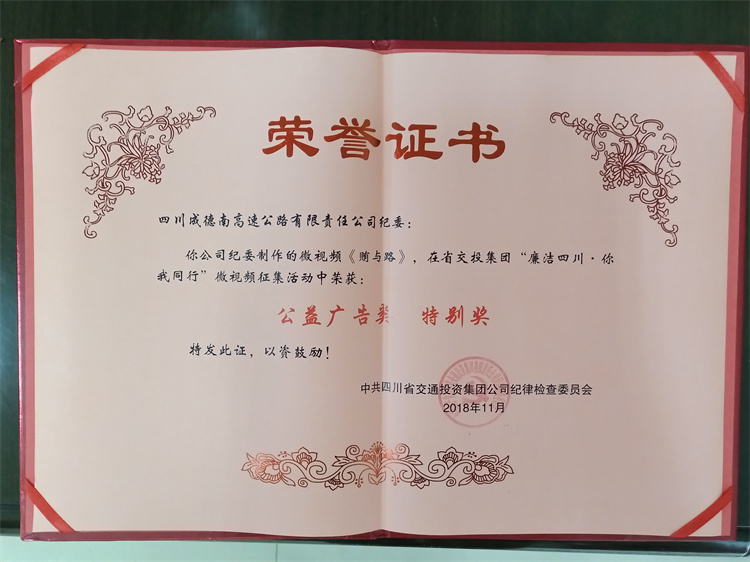 荣誉证书
四川成德南高速公路有限责任公司纪委：
你公司纪委制作的微视频《贿与路》，在省交投集团“廉洁四川·你
我同行”微视频征集活动中荣获：
公益广告类 特别奖
特发此证，以资鼓励！
中共四川省交通投资集团公司纪律检查委员会
2018年11月